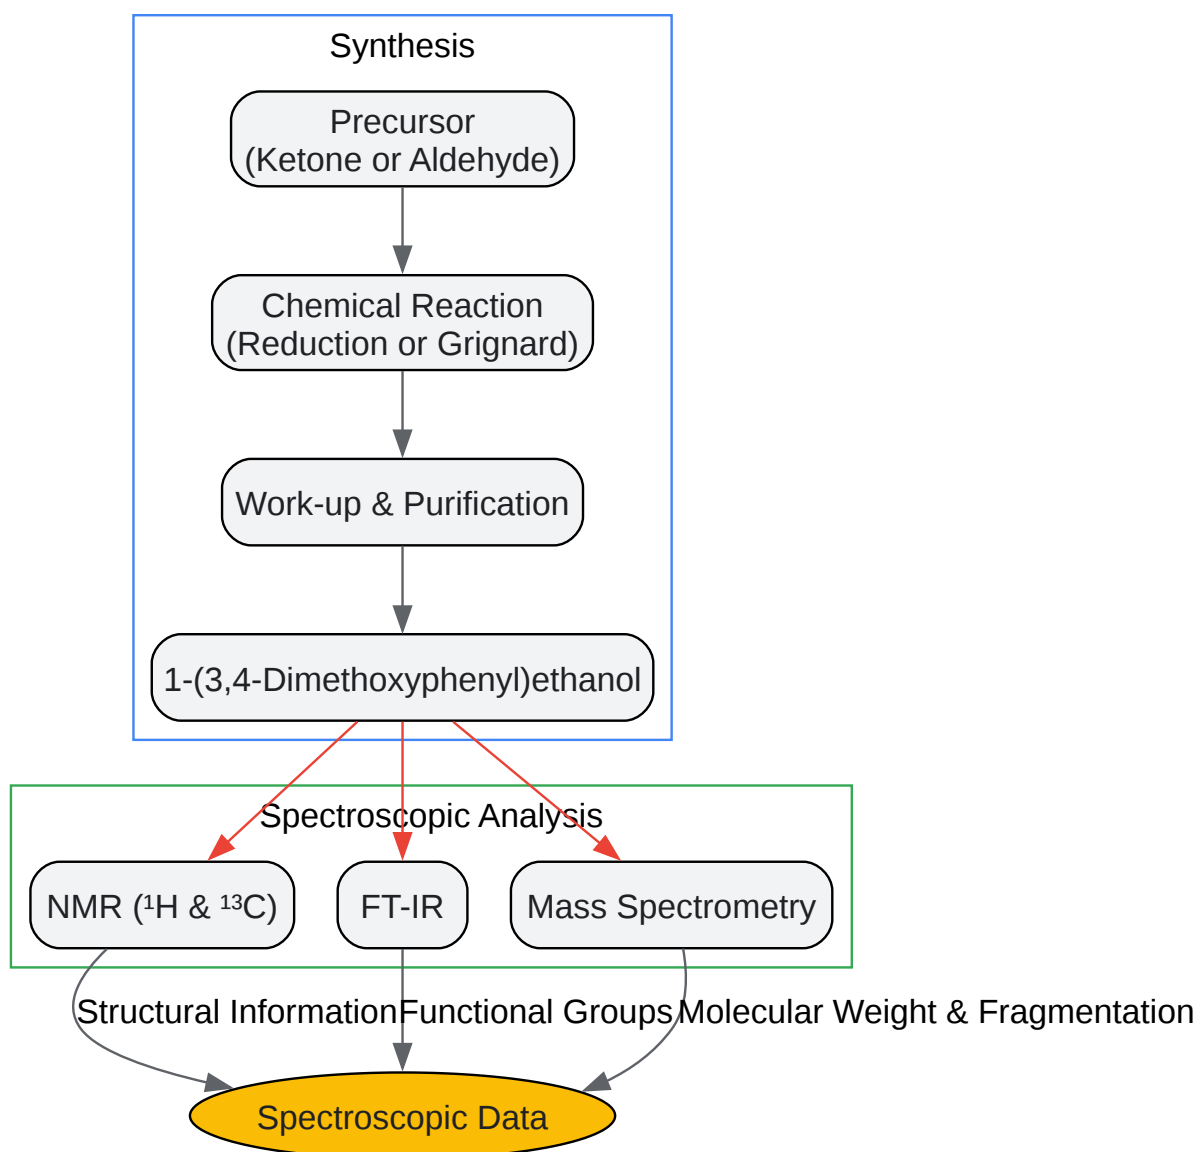 Synthesis
Precursor
(Ketone or Aldehyde)
Chemical Reaction
(Reduction or Grignard)
Work-up & Purification
1-(3,4-Dimethoxyphenyl)ethanol
Spectroscopic Analysis
NMR (¹H & ¹³C)
FT-IR
Mass Spectrometry
Structural Information
Functional Groups
Molecular Weight & Fragmentation
Spectroscopic Data